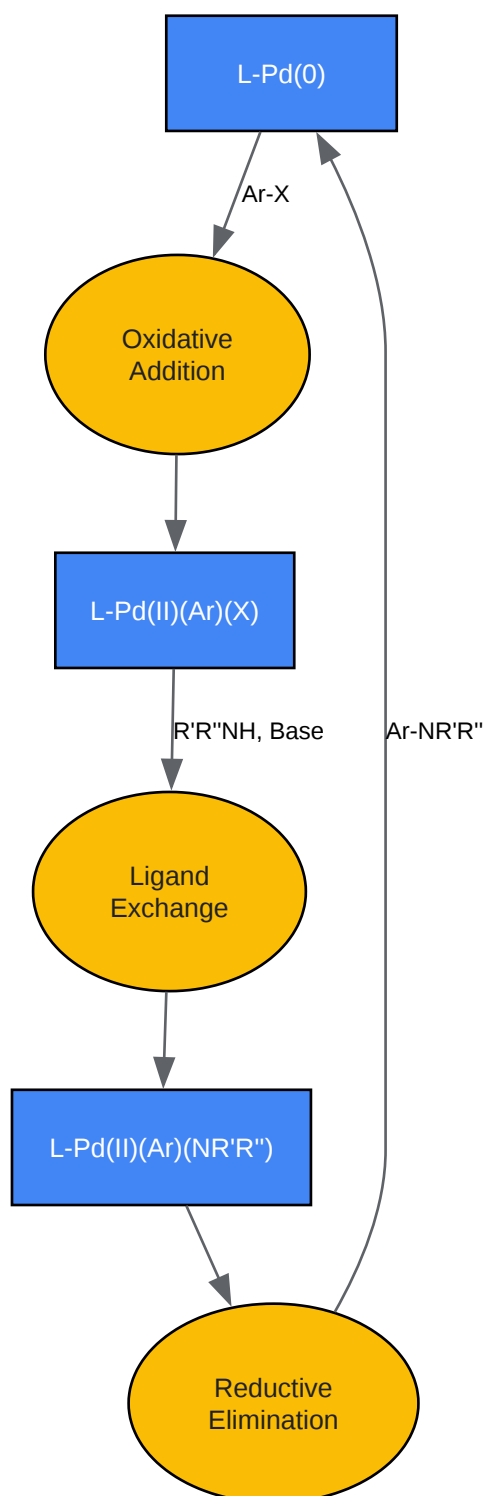 L-Pd(0)
Ar-X
Oxidative
Addition
L-Pd(II)(Ar)(X)
R'R''NH, Base
Ar-NR'R''
Ligand
Exchange
L-Pd(II)(Ar)(NR'R'')
Reductive
Elimination